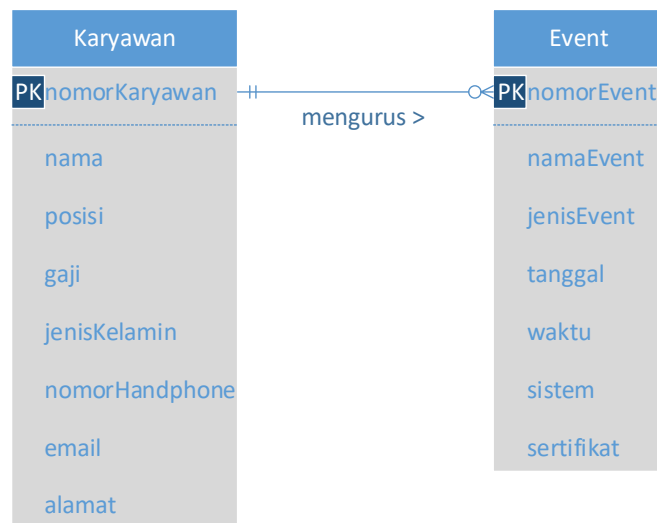 Karyawan
PK nomorKaryawan
nama
posisi
gaji
jenisKelamin
nomorHandphone
email
alamat
mengurus >
Event
PK nomorEvent
namaEvent
jenisEvent
tanggal
waktu
sistem
sertifikat